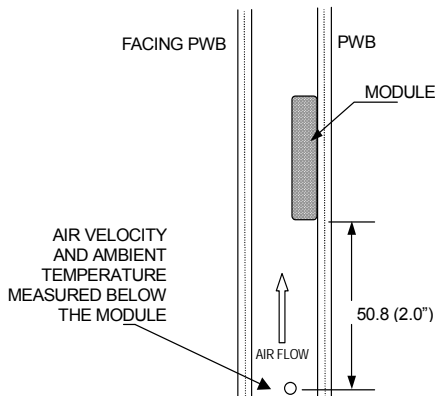 FACING PWB
PWB
MODULE
AIR VELOCITY
AND AMBIENT
TEMPERATURE
MEASURED BELOW
THE MODULE
50.8 (2.0")
AIR FLOW